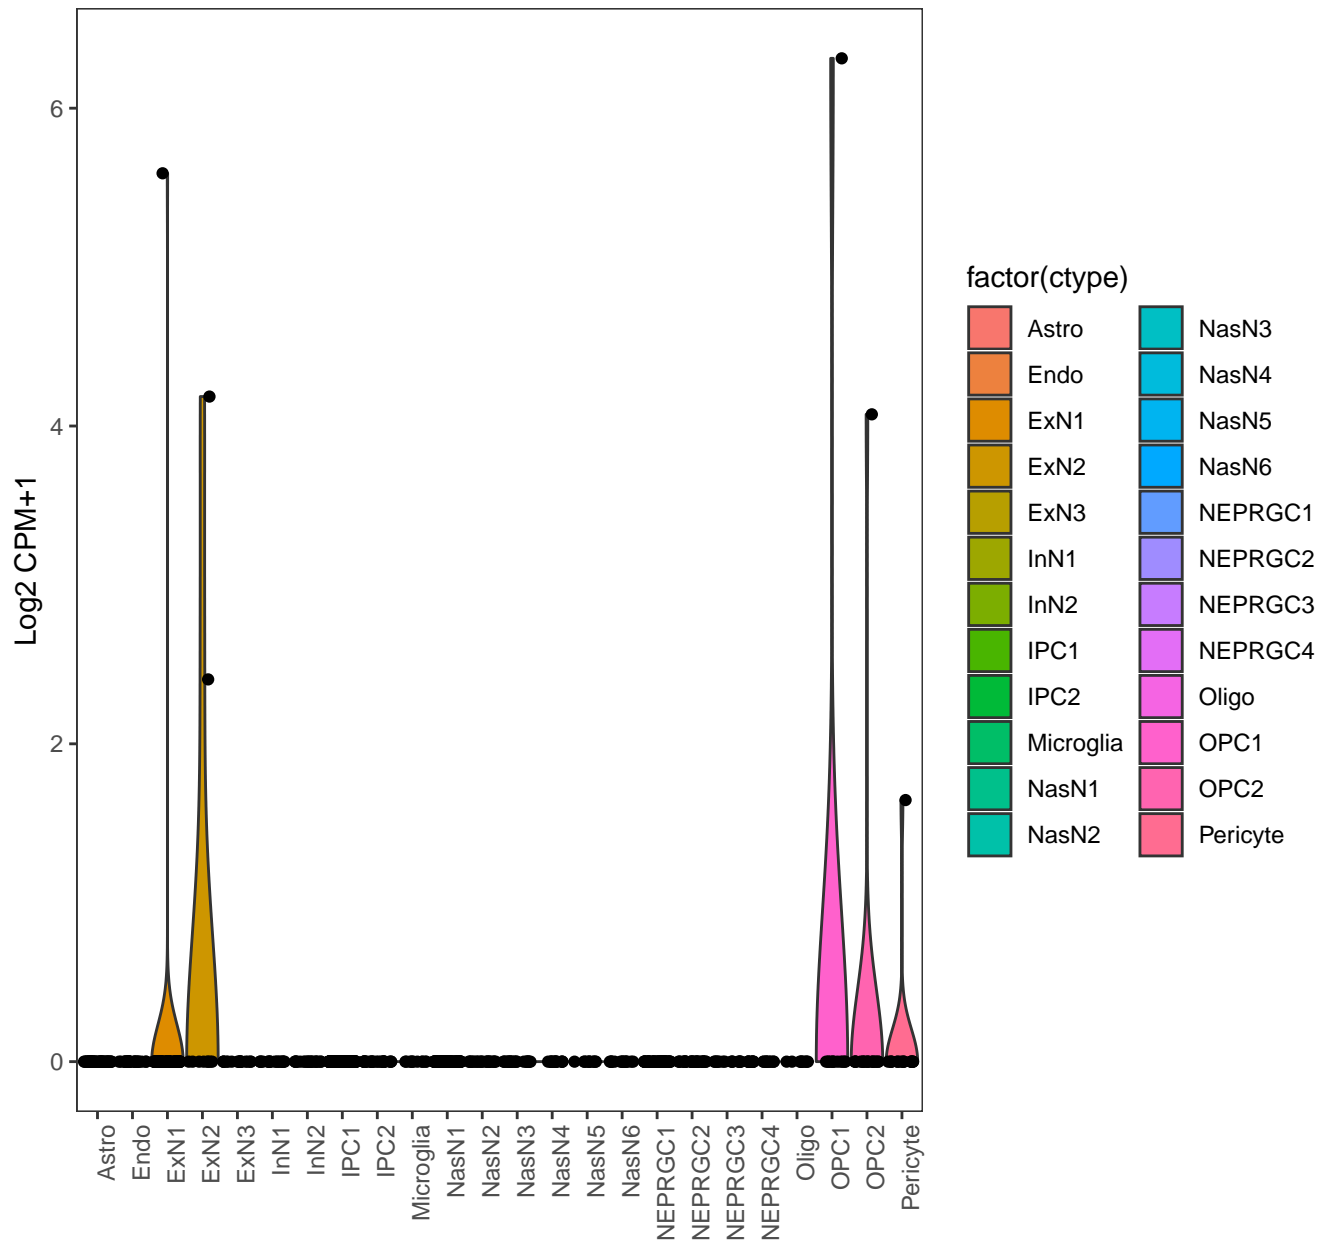 6
4
2
0
Log2 CPM+1
Astro
Endo
ExN1
ExN2
ExN3
InN1
InN2
IPC1
IPC2
Microglia
NasN1
NasN2
NasN3
NasN4
NasN5
NasN6
NEPRGC1
NEPRGC2
NEPRGC3
NEPRGC4
Oligo
OPC1
OPC2
Pericyte
factor(ctype)
Astro
Endo
ExN1
ExN2
ExN3
InN1
InN2
IPC1
IPC2
Microglia
NasN1
NasN2
NasN3
NasN4
NasN5
NasN6
NEPRGC1
NEPRGC2
NEPRGC3
NEPRGC4
Oligo
OPC1
OPC2
Pericyte